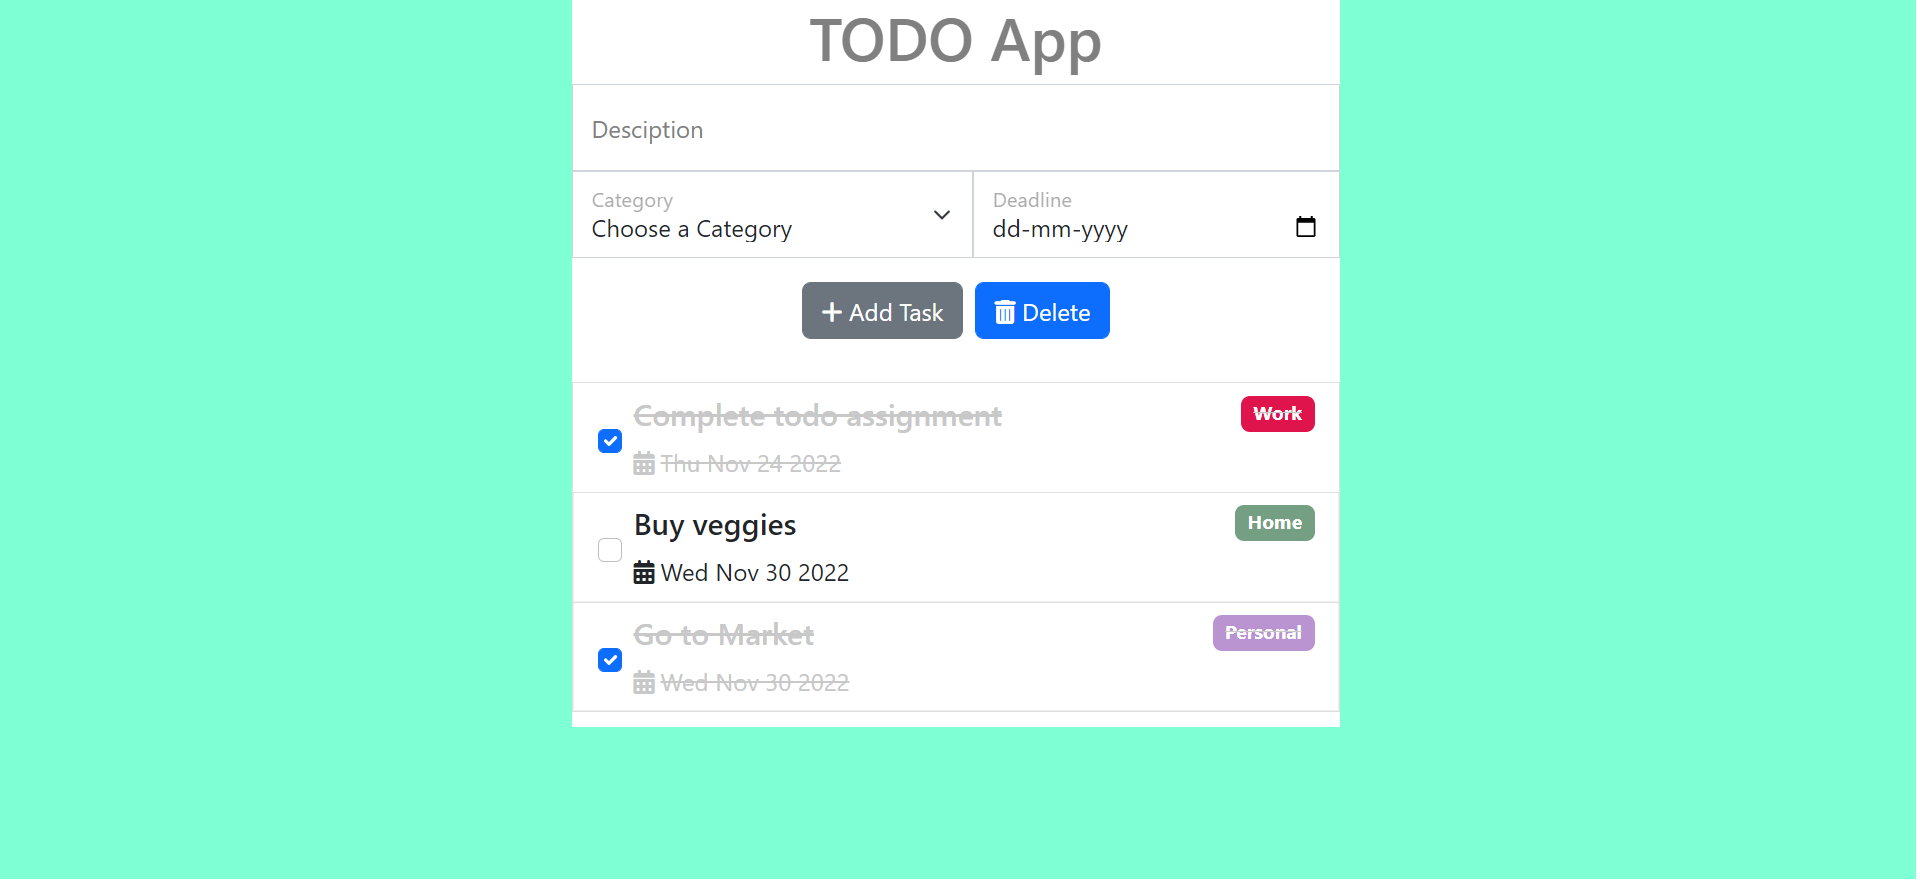 TODO App
Desciption
Category
Choose a Category
Deadline
dd-mm-yyyy
Add Task
Delete
Complete todo assignment
Work
Thu Nov 24 2022
Buy veggies
Home
Wed Nov 30 2022
Go to Market
Personal
Wed Nov 30 2022